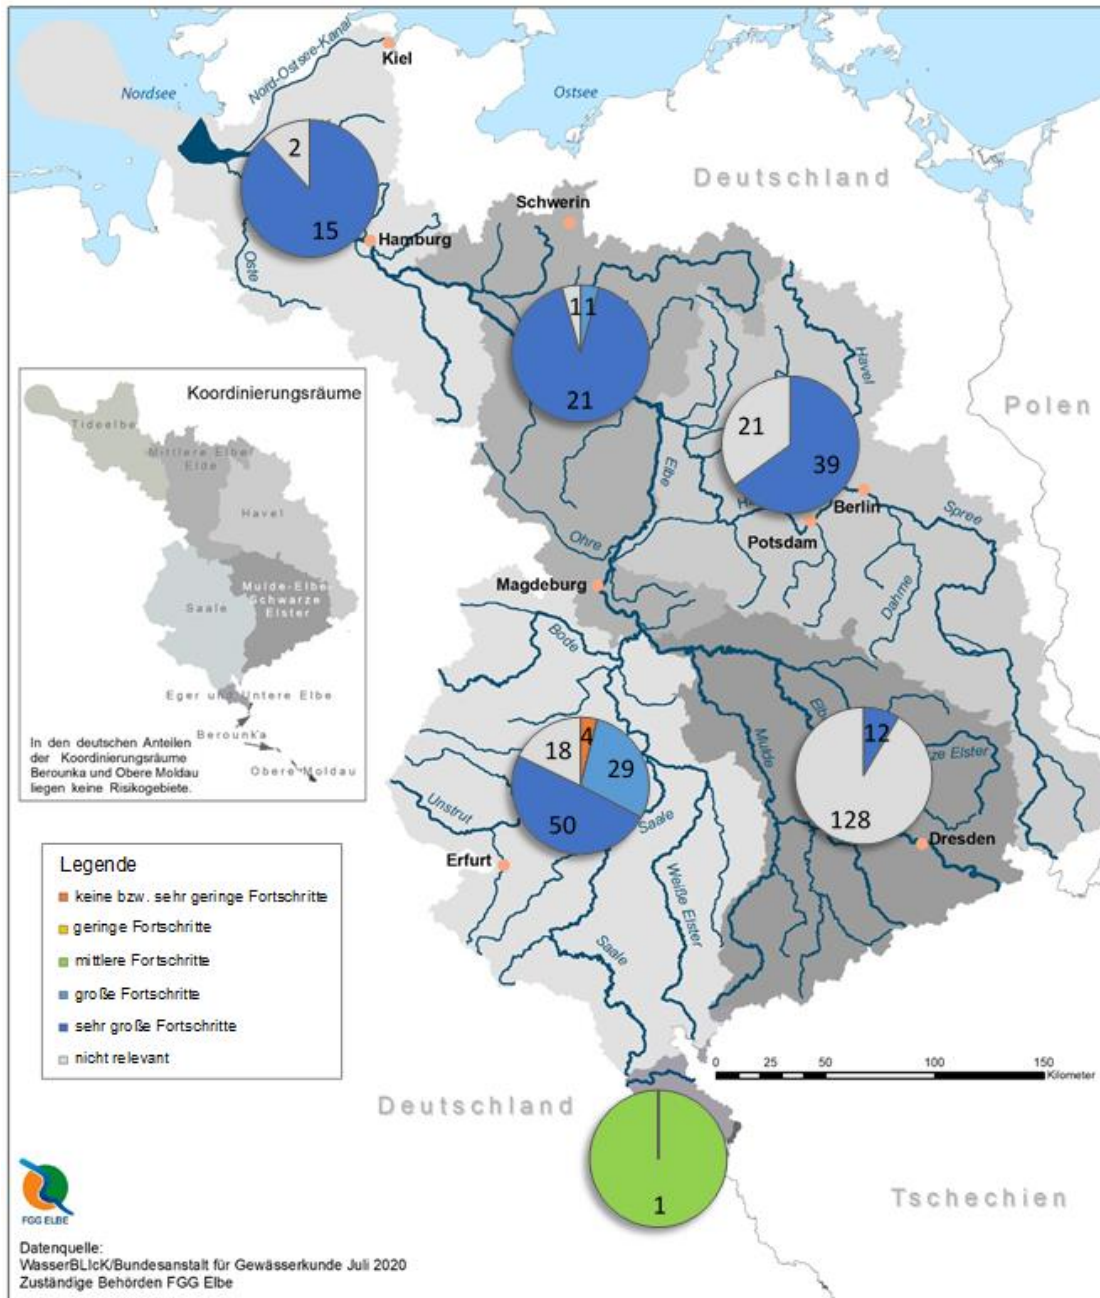 Kiel
Nord-Ostsee-Kanal
Nordsee
Ostsee
2
Deutschland
Schwerin
15
Hamburg
Oste
1
1
Havel
Koordinierungsräume
Polen
21
21
39
Tideelbe
Mittlere Elbe/
Elde
Elbe
Havel
Berlin
Spree
Potsdam
Ohre
Magdeburg
Dahme
Mulde-Elbe-
Schwarze
Elster
Saale
Bode
Eger und Untere Elbe
Berounka
Obere Moldau
In den deutschen Anteilen
der Koordinierungsräume
Berounka und Obere Moldau
liegen keine Risikogebiete.
4
18
29
50
Mulde
12
ze Elster
128
Unstrut
Saale
Dresden
Erfurt
Weiße Elster
Saale
Legende
keine bzw. sehr geringe Fortschritte
geringe Fortschritte
mittlere Fortschritte
große Fortschritte
sehr große Fortschritte
nicht relevant
0 25 50 100 150
Kilometer
Deutschland
1
Tschechien
FGG ELBE
Datenquelle:
WasserBLIcK/Bundesanstalt für Gewässerkunde Juli 2020
Zuständige Behörden FGG Elbe